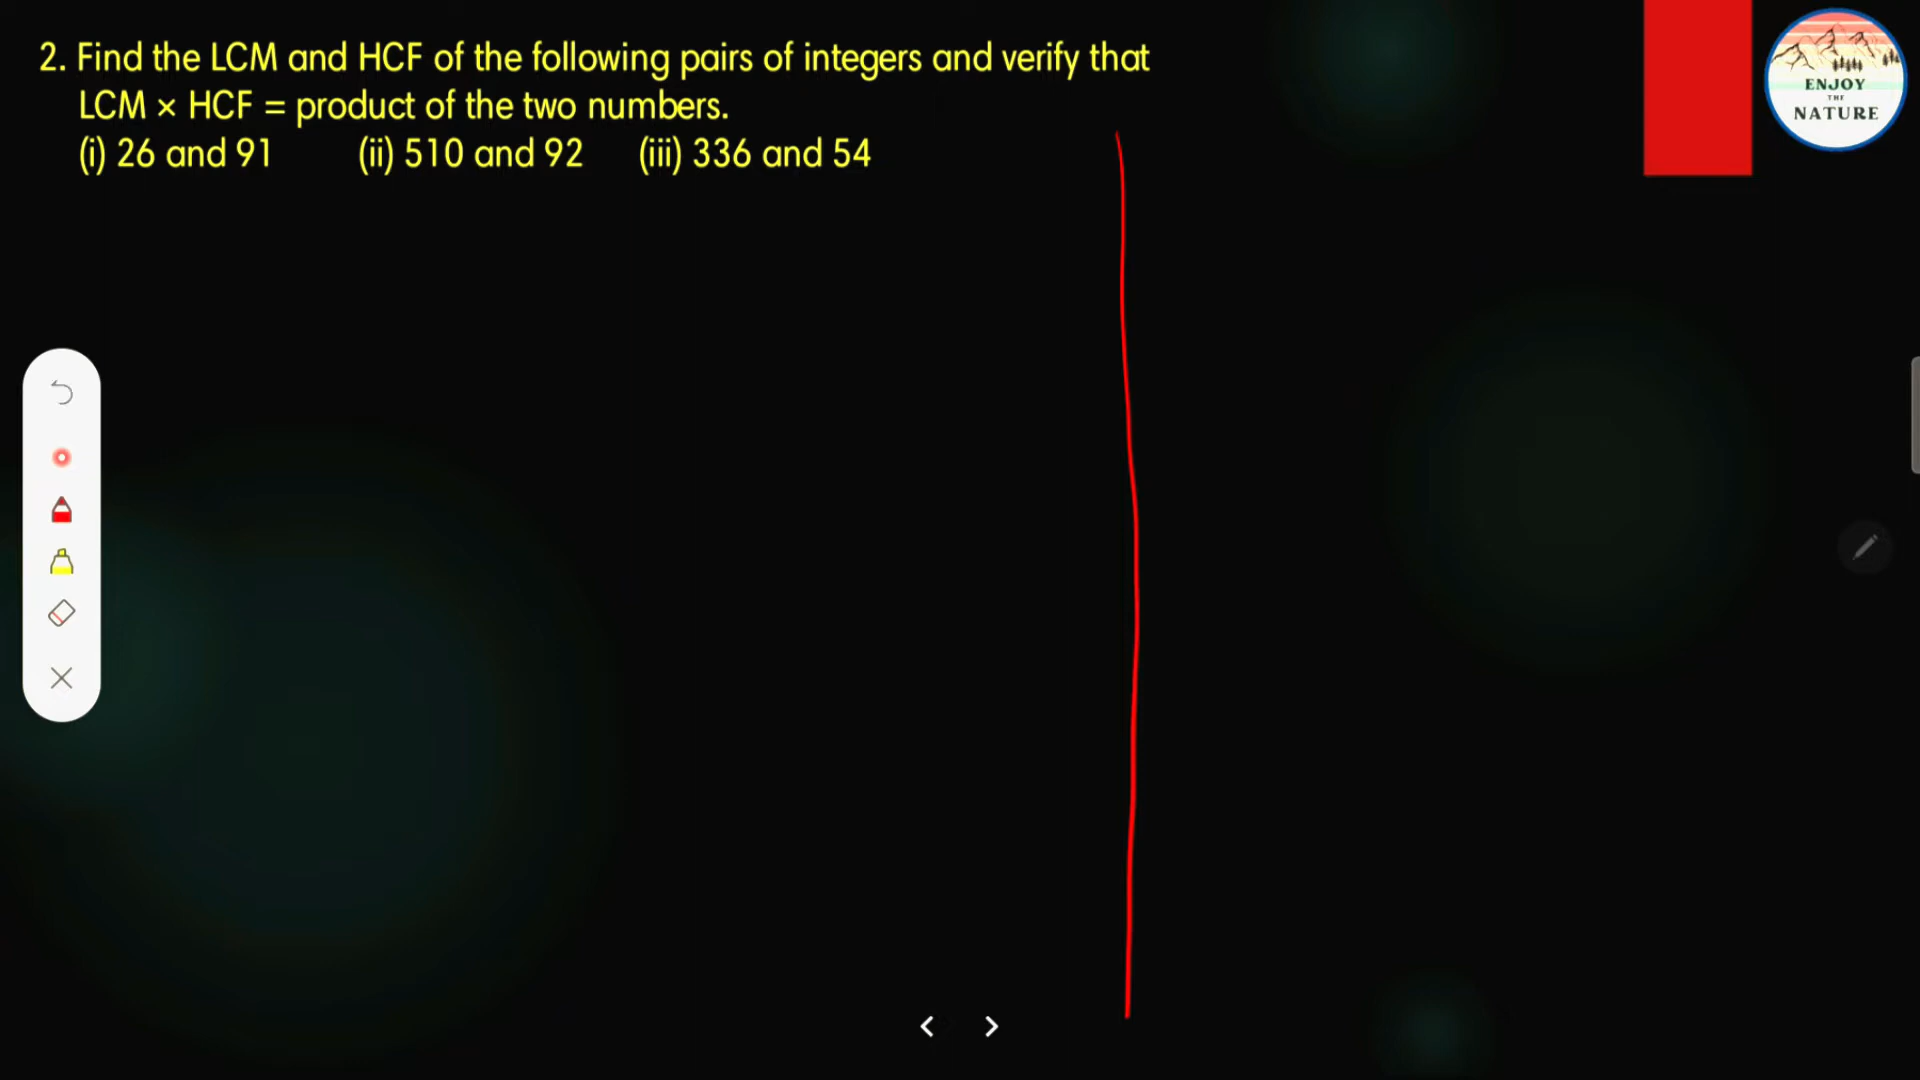 2. Find the LCM and HCF of the following pairs of integers and verify that
LCM × HCF = product of the two numbers.
(i) 26 and 91 (ii) 510 and 92 (iii) 336 and 54
ENJOY
THE
NATURE